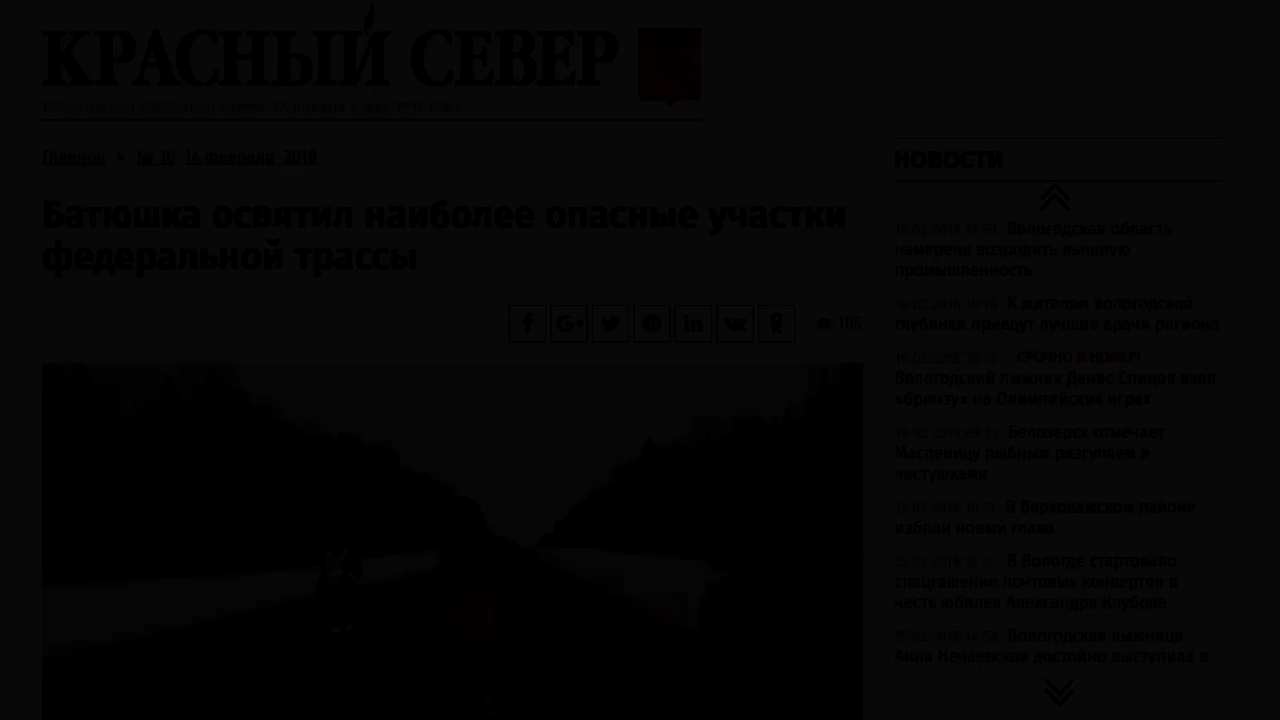 КРАСНЫЙ СЕВЕР
Главное > № 16, 14 февраля, 2018
Батюшка освятил наиболее опасные участки
федеральной трассы
105
НОВОСТИ
Вологодская область
намерена возродить льняную
промышленность
К жителям вологодской
глубинки приедут лучшие врачи региона
СРОЧНО В НОМЕР!
Вологодский лыжник Денис Спицов взял
«бронзу» на Олимпийских играх
Белозерск отмечает
Масленицу рыбным разгуляем и
частушками
В Верховажском районе
избран новый глава
В Вологде стартовало
спецгашение почтовых конвертов в
честь юбилея Александра Клубова
Вологодская лыжница
Анна Нечаевская достойно выступила в